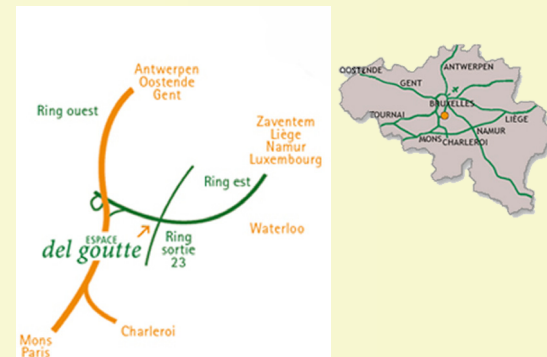 Antwerpen
Oostende
Gent
Ring ouest
Zaventem
Liège
Namur
Luxembourg
Ring est
Waterloo
ESPACE
del goutte
Ring
sortie
23
Charleroi
Mons
Paris
OOSTENDE
ANTWERPEN
GENT
BRUXELLES
TOURNAI
LIÈGE
NAMUR
MONS
CHARLEROI